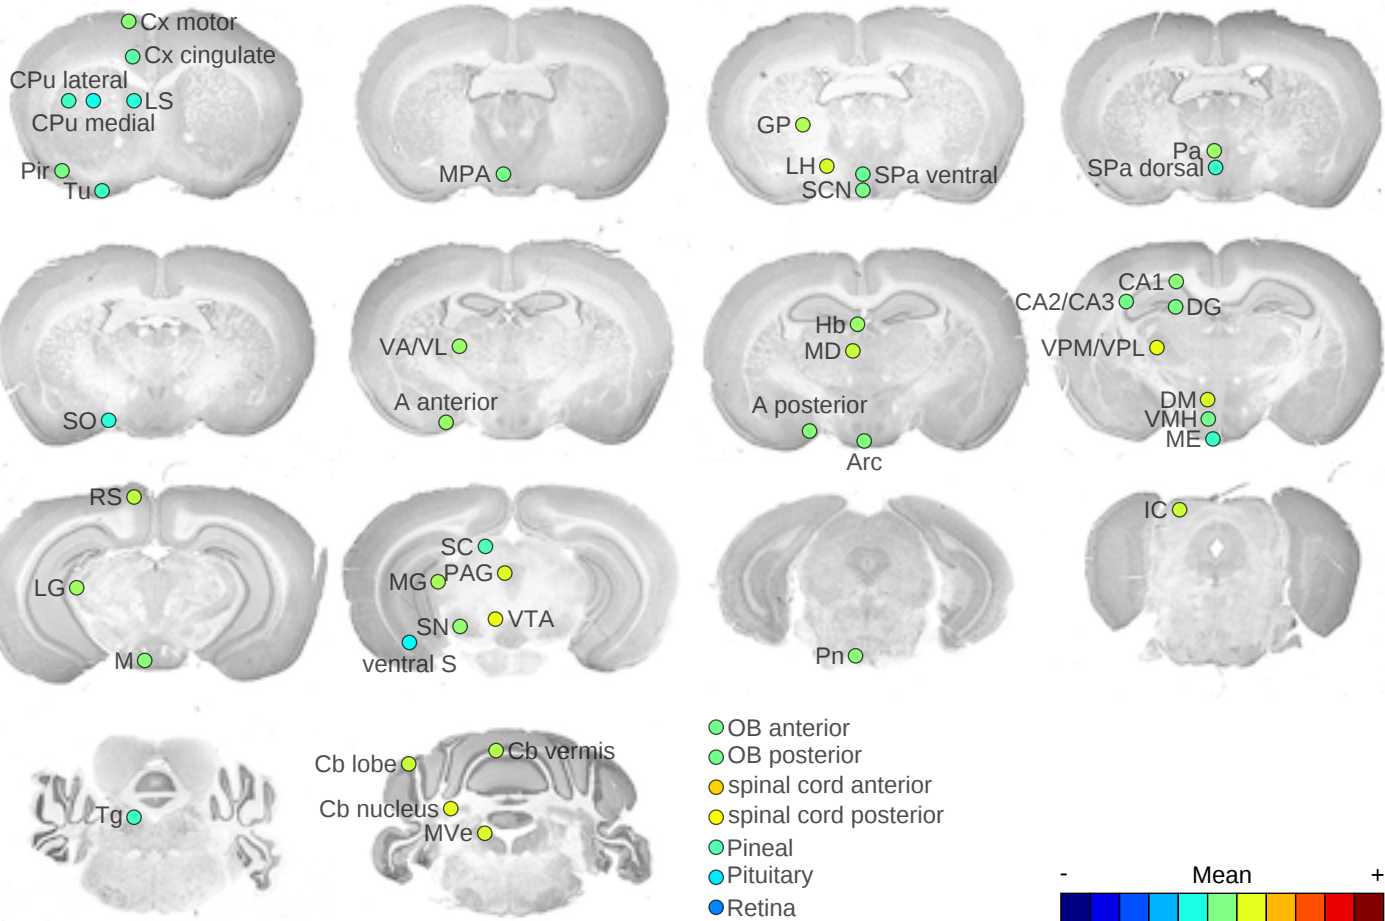 Cx motor
Cx cingulate
CPu lateral
LS
CPu medial
Pir
Tu
MPA
GP
LH
SPa ventral
SCN
Pa
SPa dorsal
SO
VA/VL
A anterior
Hb
MD
A posterior
Arc
CA1
CA2/CA3
DG
VPM/VPL
DM
VMH
ME
RS
LG
M
SC
PAG
MG
VTA
SN
ventral S
Pn
IC
Tg
Cb vermis
Cb lobe
Cb nucleus
MVe
OB anterior
OB posterior
spinal cord anterior
spinal cord posterior
Pineal
Pituitary
Retina
- Mean +